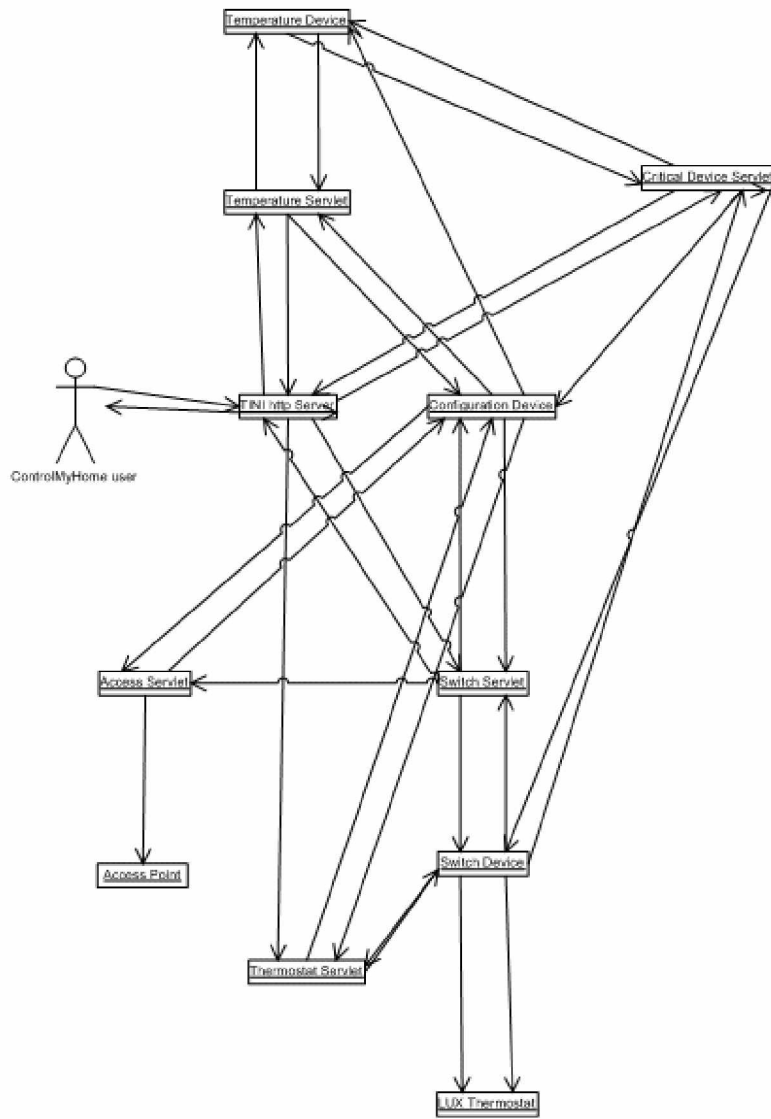 Temperature Device
Critical Device Servlet
Temperature Servlet
TINI http Server
Configuration Device
ControlMyHome user
Access Servlet
Switch Servlet
Switch Device
Access Point
Thermostat Servlet
LUX Thermostat